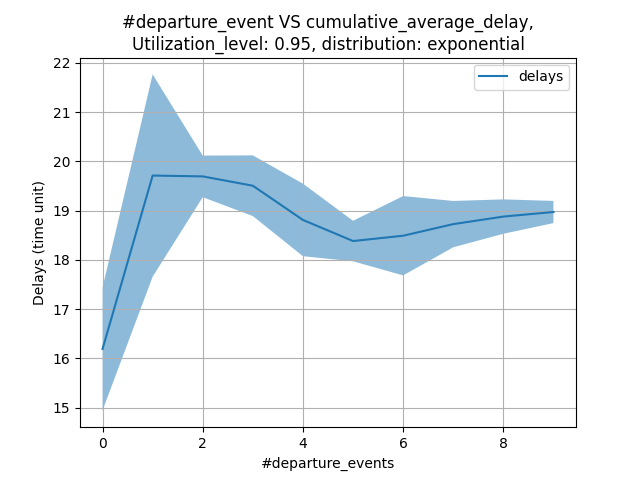 #departure_event VS cumulative_average_delay,
Utilization_level: 0.95, distribution: exponential
delays
22
21
20
19
18
17
16
15
Delays (time unit)
0 2 4 6 8
#departure_events